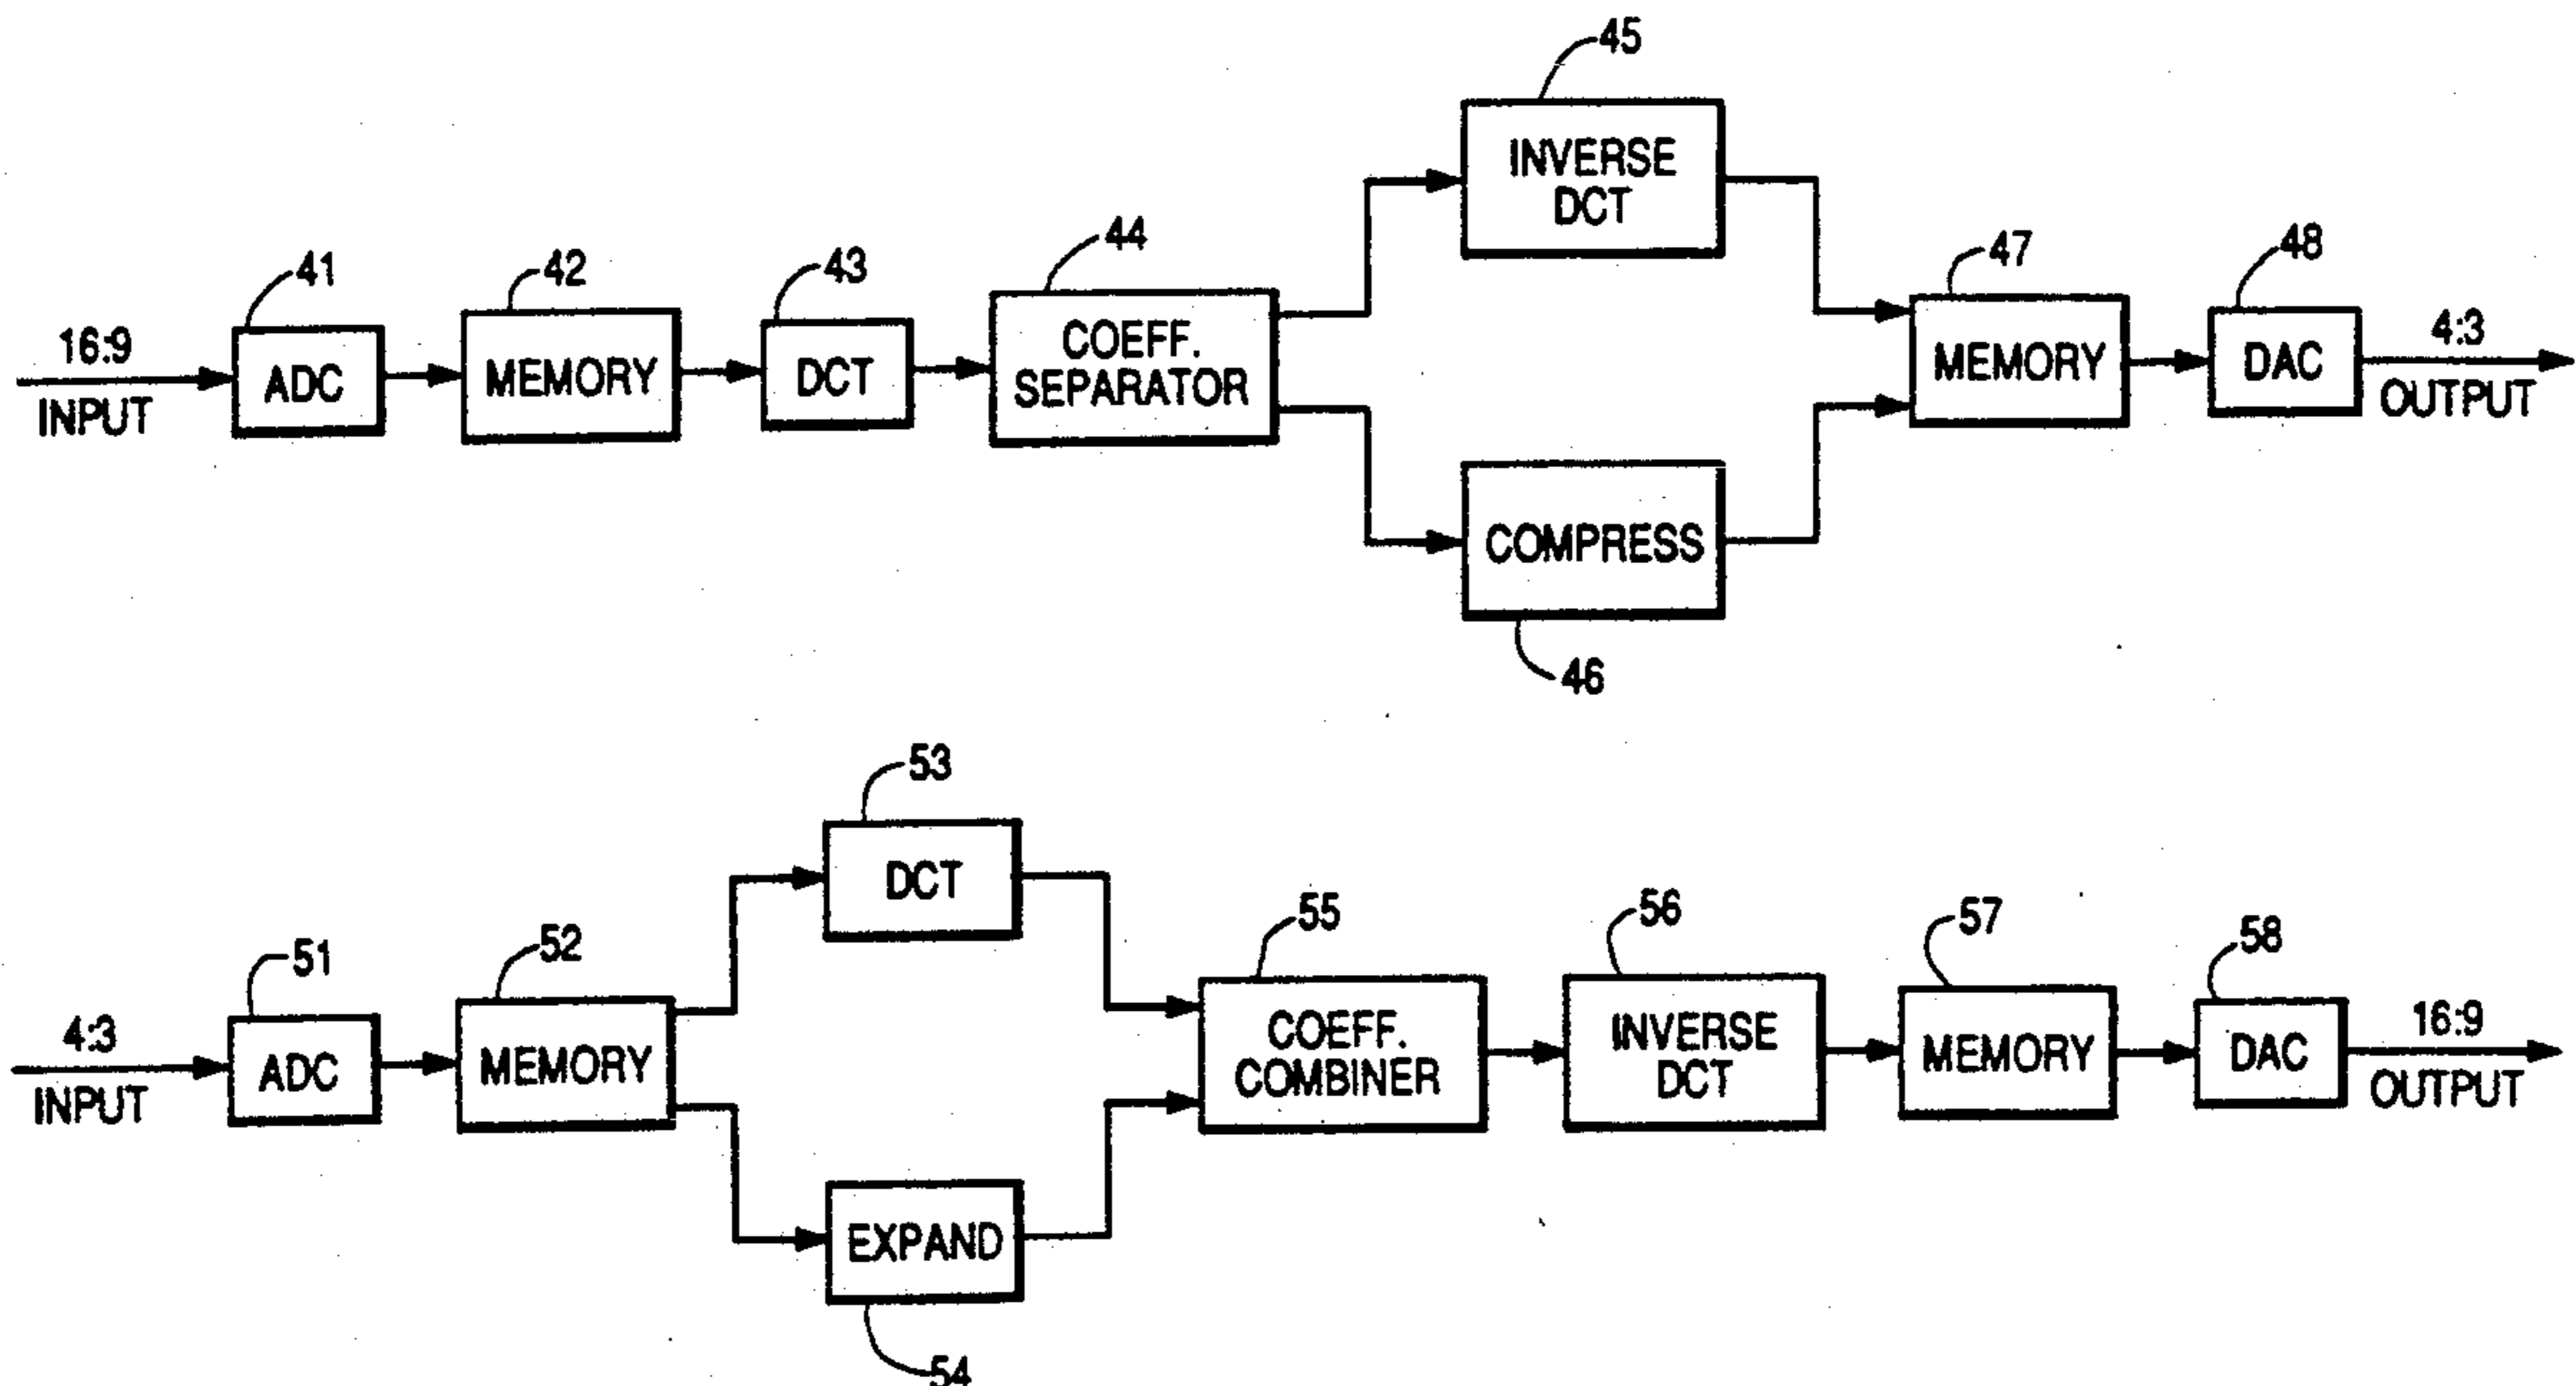 45
INVERSE
DCT
44
43
42
41
47
48
16:9
INPUT
ADC
MEMORY
DCT
COEFF.
SEPARATOR
MEMORY
DAC
4:3
OUTPUT
COMPRESS
46
53
DCT
55
56
57
58
52
51
4:3
INPUT
ADC
MEMORY
COEFF.
COMBINER
INVERSE
DCT
MEMORY
DAC
16:9
OUTPUT
EXPAND
54